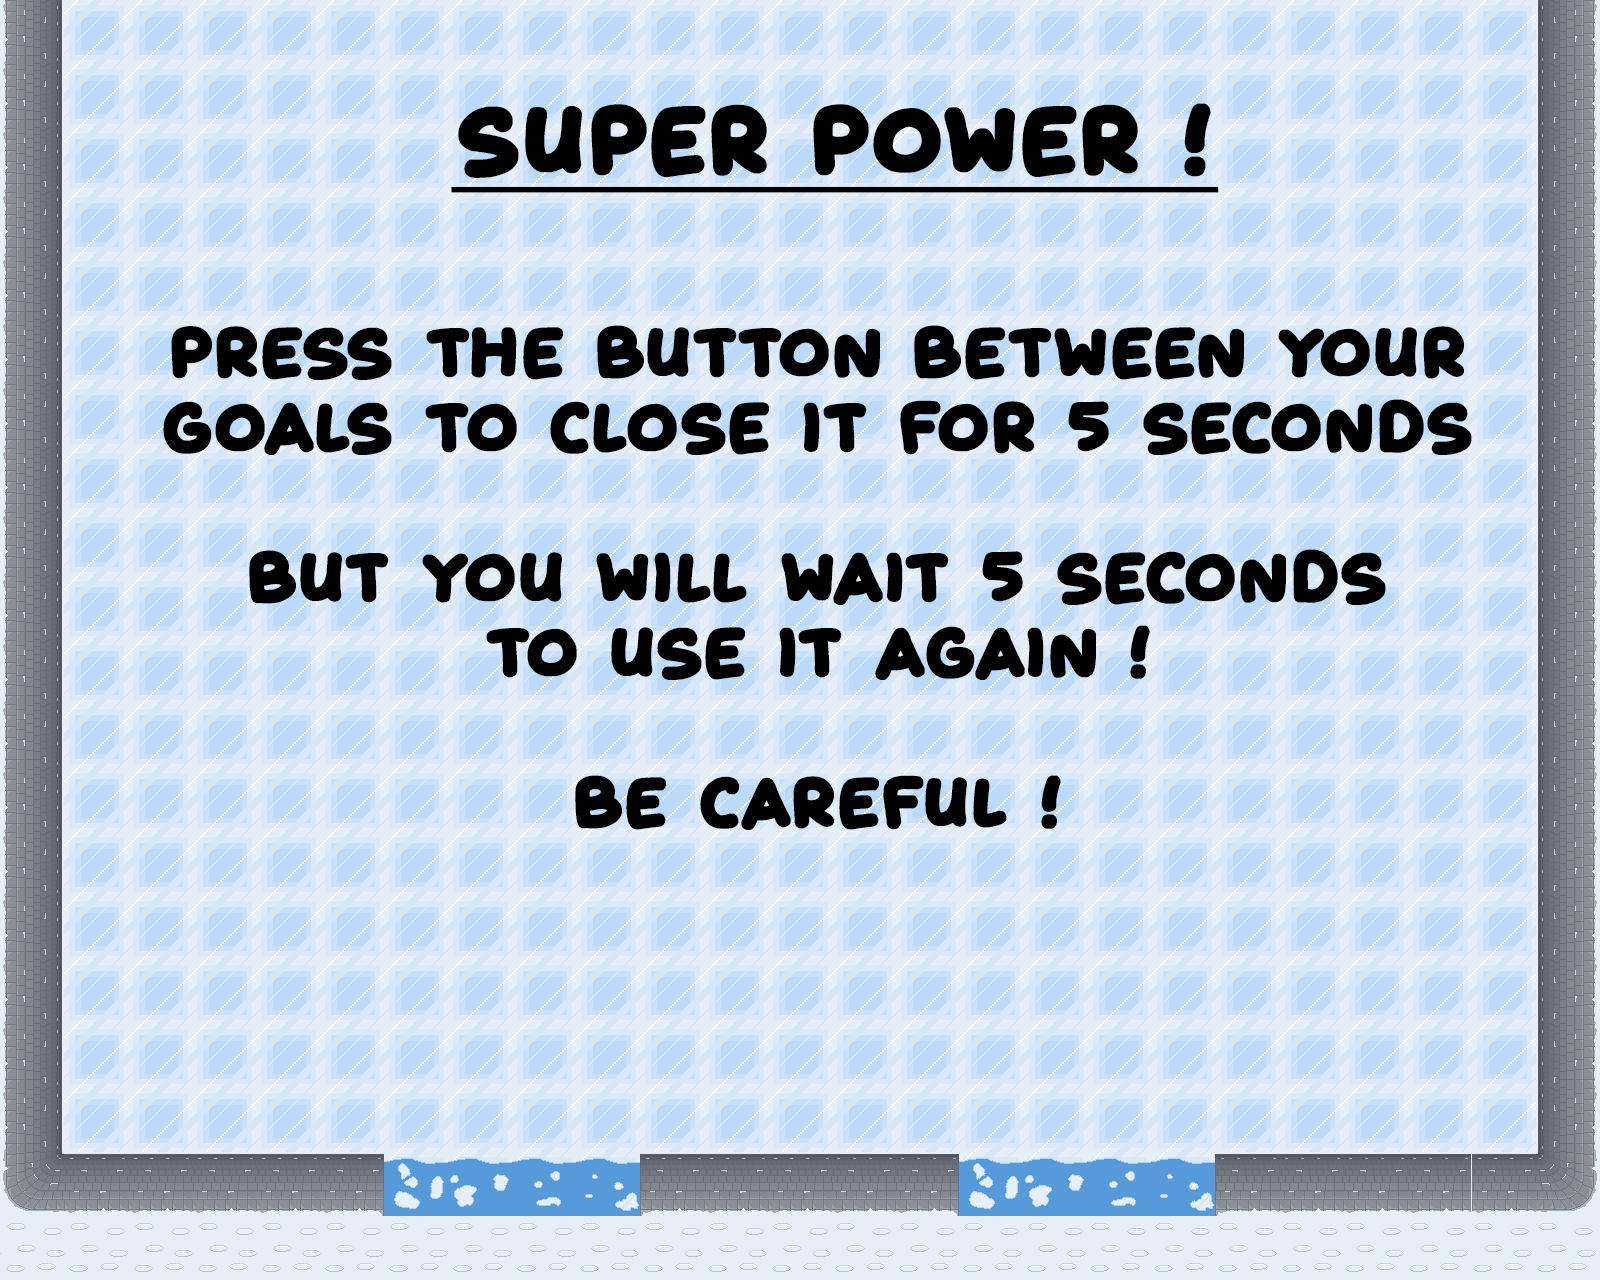 SUPER POWER !
PRESS THE BUTTON BETWEEN YOUR
GOALS TO CLOSE IT FOR 5 SECONDS
BUT YOU WILL WAIT 5 SECONDS
TO USE IT AGAIN !
BE CAREFUL !